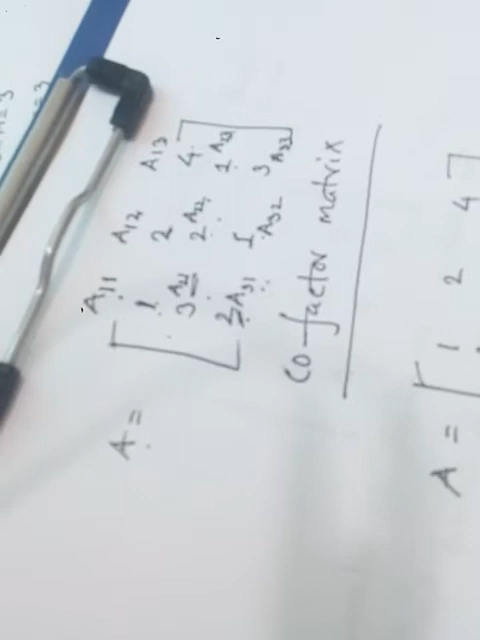 A11 A12 A13
A = [ 1 2 4
3 A21 2 A22 1 A23
2 A31 1 A32 3 A33 ]
Co-factor matrix
A = [ 1 2 4 ]